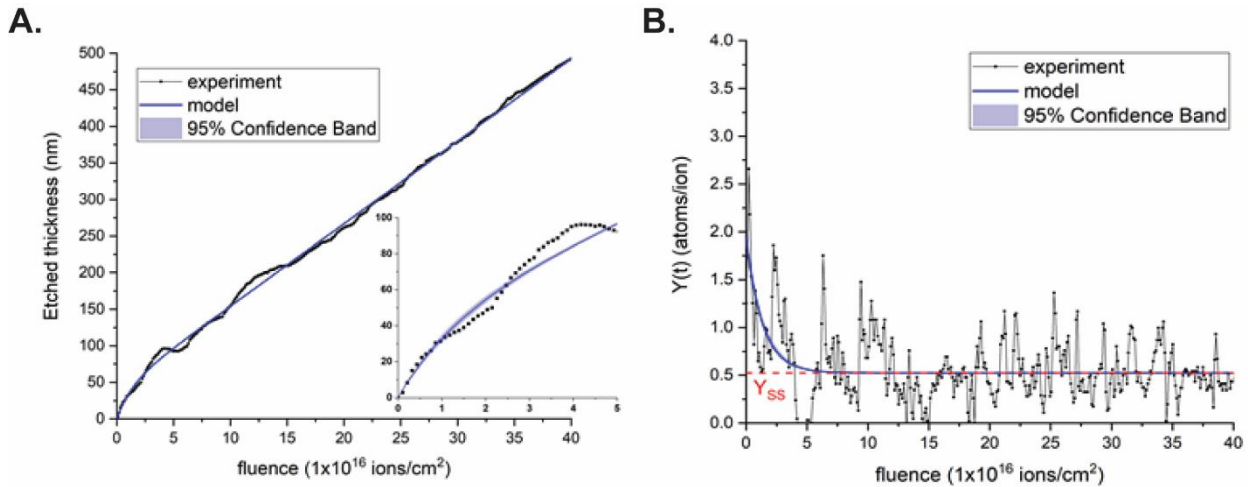 A.
500
450
400
350
300
250
200
150
100
50
0
Etched thickness (nm)
experiment
model
95% Confidence Band
100
80
60
40
20
0
0 1 2 3 4 5
0 5 10 15 20 25 30 35 40
fluence (1x10¹⁶ ions/cm²)
B.
4.0
3.5
3.0
2.5
2.0
1.5
1.0
0.5
0.0
Y(t) (atoms/ion)
experiment
model
95% Confidence Band
Yₛₛ
0 5 10 15 20 25 30 35 40
fluence (1x10¹⁶ ions/cm²)